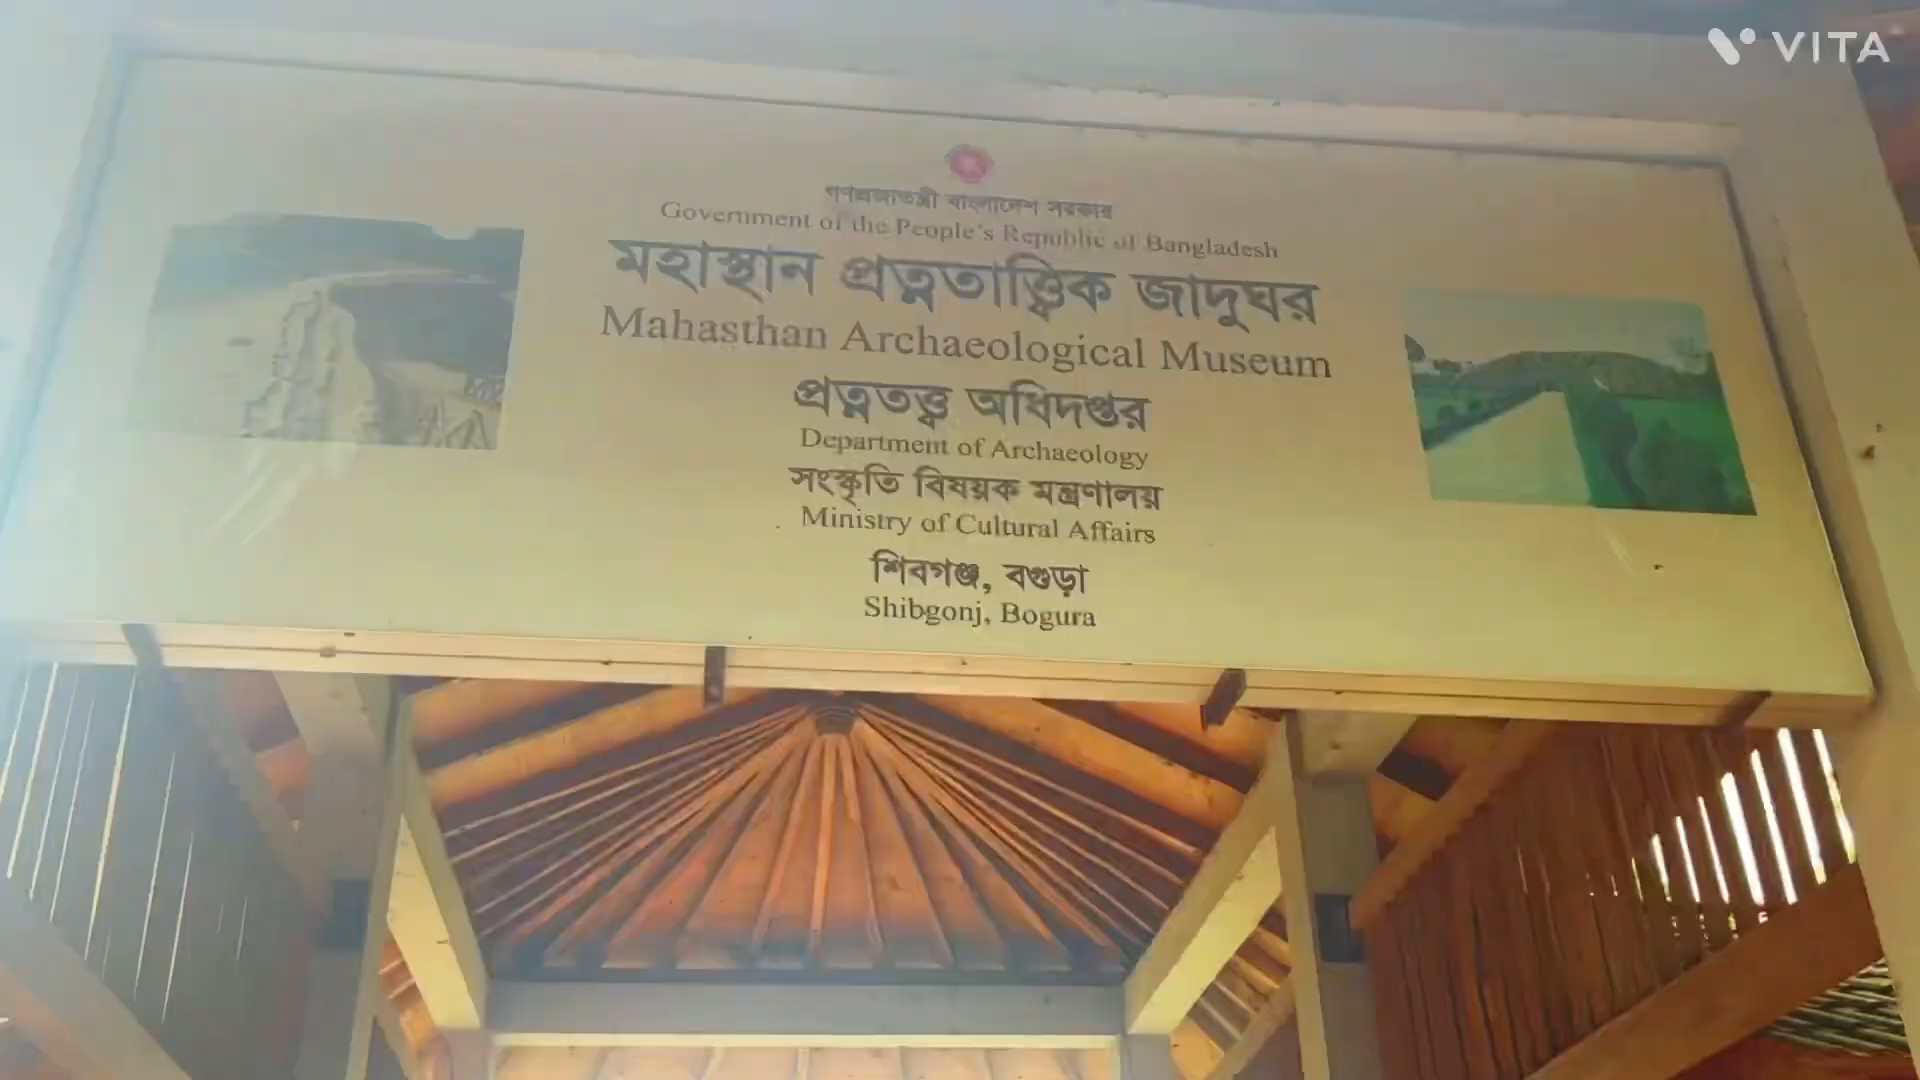 VITA
গণপ্রজাতন্ত্রী বাংলাদেশ সরকার
Government of the People's Republic of Bangladesh
মহাস্থান প্রত্নতাত্ত্বিক জাদুঘর
Mahasthan Archaeological Museum
প্রত্নতত্ত্ব অধিদপ্তর
Department of Archaeology
সংস্কৃতি বিষয়ক মন্ত্রণালয়
Ministry of Cultural Affairs
শিবগঞ্জ, বগুড়া
Shibgonj, Bogura